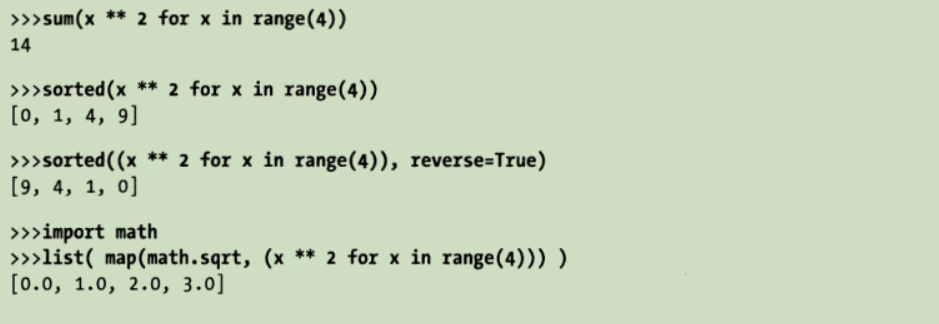 >>>sum(x ** 2 for x in range(4))
14
>>>sorted(x ** 2 for x in range(4))
[0, 1, 4, 9]
>>>sorted((x ** 2 for x in range(4)), reverse=True)
[9, 4, 1, 0]
>>>import math
>>>list( map(math.sqrt, (x ** 2 for x in range(4))) )
[0.0, 1.0, 2.0, 3.0]